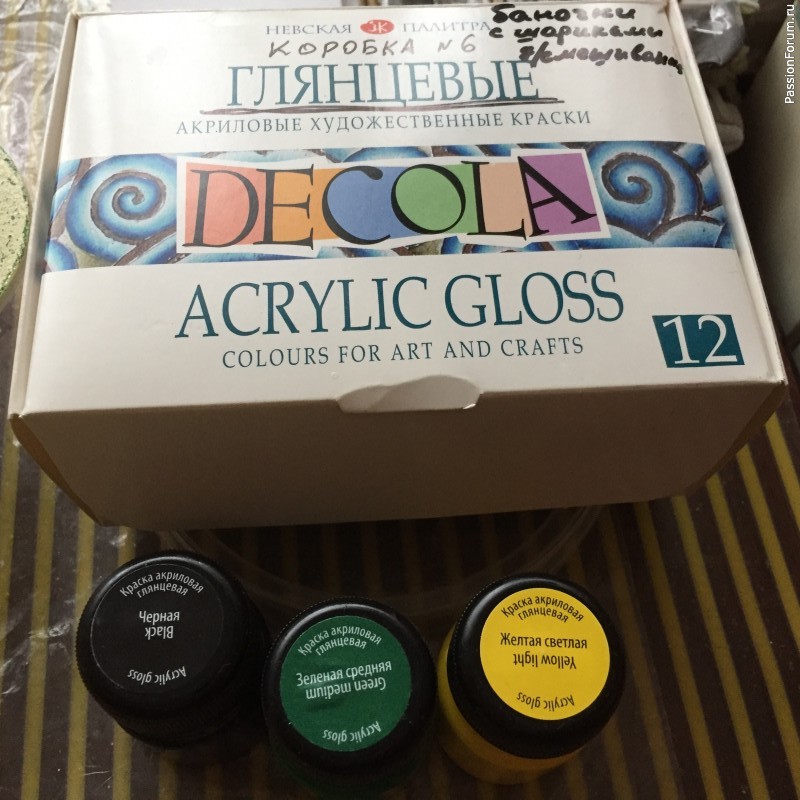 НЕВСКАЯ ПАЛИТРА
КОРОБКА N6
баночки
с шариками
д/смешивания
ГЛЯНЦЕВЫЕ
АКРИЛОВЫЕ ХУДОЖЕСТВЕННЫЕ КРАСКИ
DECOLA
ACRYLIC GLOSS
COLOURS FOR ART AND CRAFTS
12
Краска акриловая
глянцевая
Черная
Black
Acrylic gloss
Краска акриловая
глянцевая
Зеленая средняя
Green medium
Acrylic gloss
Краска акриловая
глянцевая
Желтая светлая
Yellow light
Acrylic gloss
PassionForum.ru